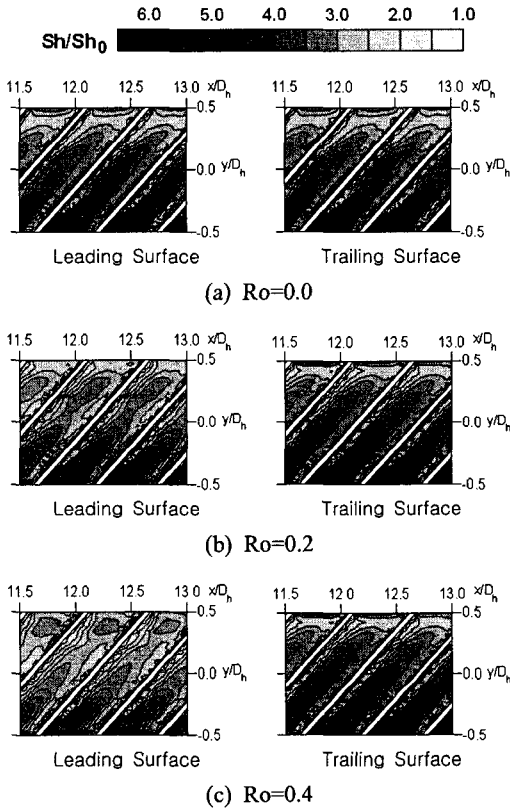 6.0 5.0 4.0 3.0 2.0 1.0
Sh/Sh0
11.5 12.0 12.5 13.0 x/Dh
0.5
0.0 y/Dh
-0.5
Leading Surface
11.5 12.0 12.5 13.0 x/Dh
0.5
0.0 y/Dh
-0.5
Trailing Surface
(a) Ro=0.0
11.5 12.0 12.5 13.0 x/Dh
0.5
0.0 y/Dh
-0.5
Leading Surface
11.5 12.0 12.5 13.0 x/Dh
0.5
0.0 y/Dh
-0.5
Trailing Surface
(b) Ro=0.2
11.5 12.0 12.5 13.0 x/Dh
0.5
0.0 y/Dh
-0.5
Leading Surface
11.5 12.0 12.5 13.0 x/Dh
0.5
0.0 y/Dh
-0.5
Trailing Surface
(c) Ro=0.4